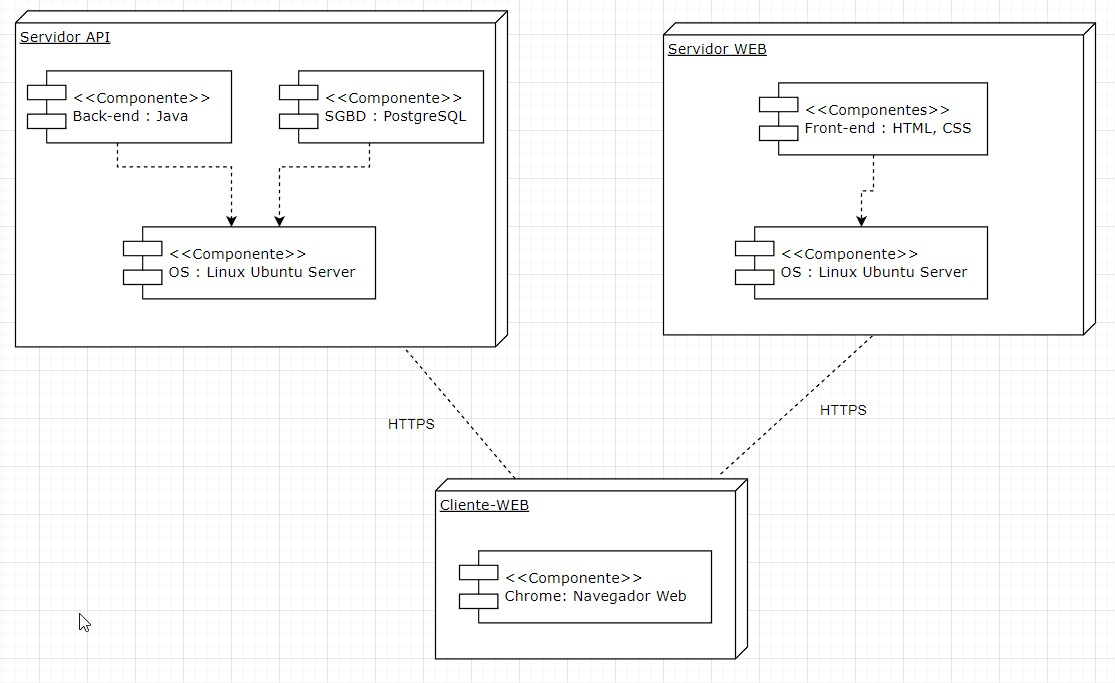 Servidor API
<<Componente>>
Back-end : Java
<<Componente>>
SGBD : PostgreSQL
<<Componente>>
OS : Linux Ubuntu Server
Servidor WEB
<<Componentes>>
Front-end : HTML, CSS
<<Componente>>
OS : Linux Ubuntu Server
HTTPS
HTTPS
Cliente-WEB
<<Componente>>
Chrome: Navegador Web